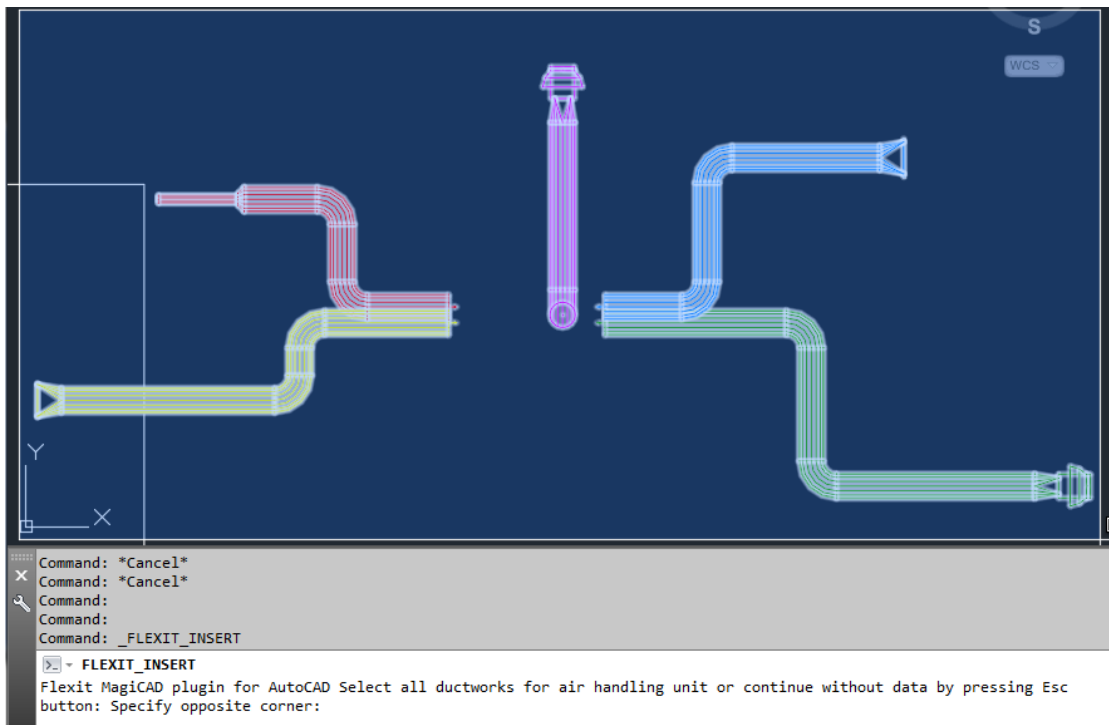 S
WCS
Y
X
Command: *Cancel*
Command: *Cancel*
Command:
Command:
Command: _FLEXIT_INSERT
FLEXIT_INSERT
Flexit MagiCAD plugin for AutoCAD Select all ductworks for air handling unit or continue without data by pressing Esc
button: Specify opposite corner: